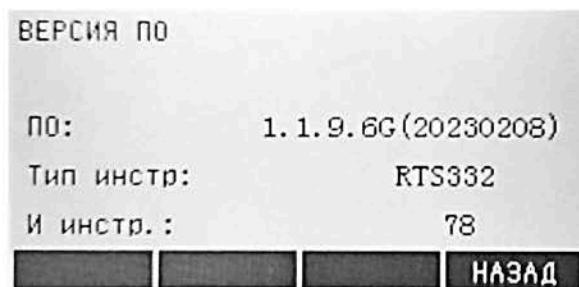 ВЕРСИЯ ПО
ПО: 1.1.9.6G(20230208)
Тип инстр: RTS332
И инстр.: 78
НАЗАД